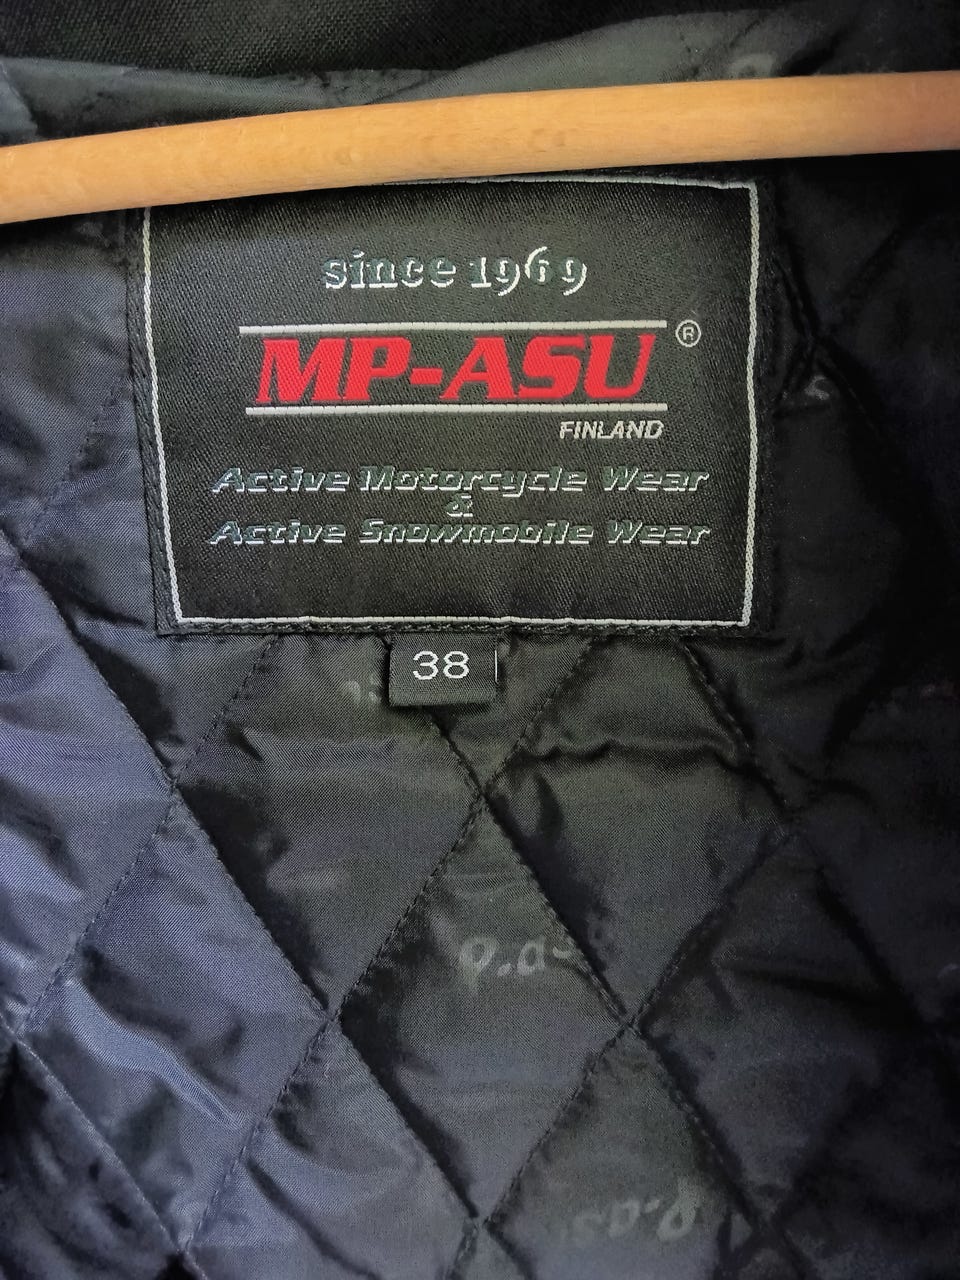 since 1969
MP-ASU ®
FINLAND
Active Motorcycle Wear
&
Active Snowmobile Wear
38